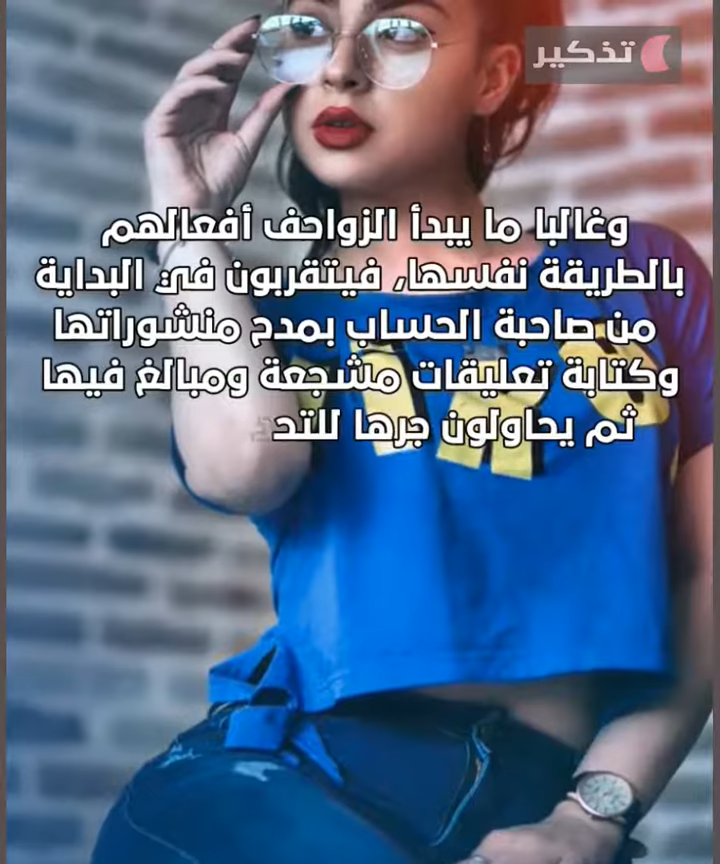 تذكير
وغالبا ما يبدأ الزواحف أفعالهم
بالطريقة نفسها، فيتقربون في البداية
من صاحبة الحساب بمدح منشوراتها
وكتابة تعليقات مشجعة ومبالغ فيها
ثم يحاولون جرها للتحد